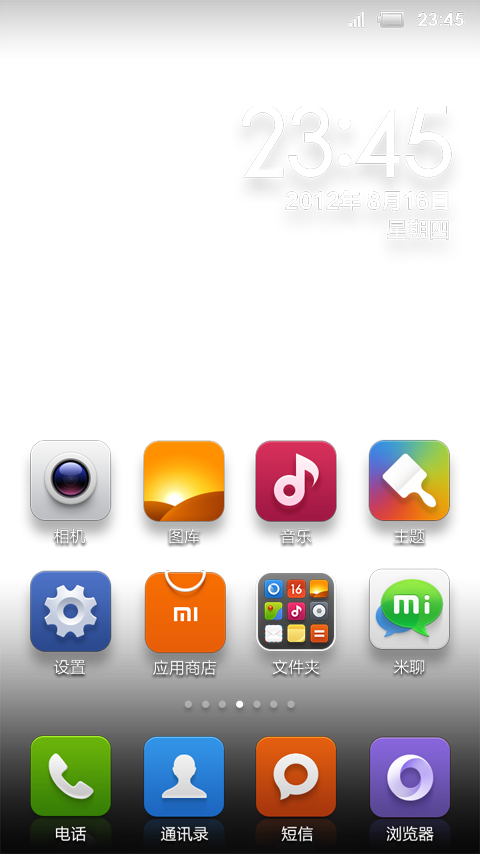 23:45
23:45
2012年 8月16日
星期四
相机
图库
音乐
主题
16
mi
mi
设置
应用商店
文件夹
米聊
电话
通讯录
短信
浏览器